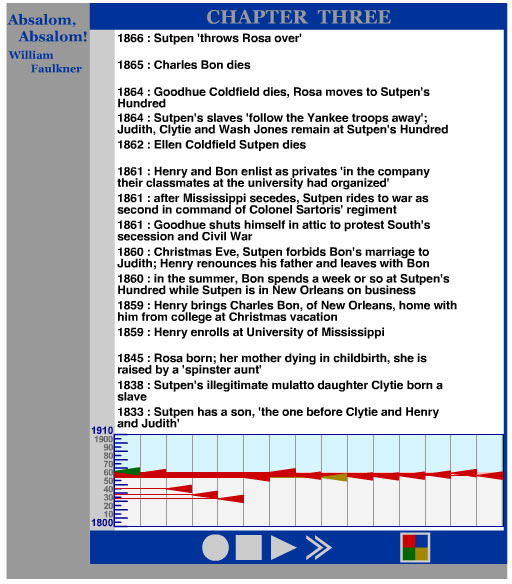 Absalom,
Absalom!
William
Faulkner
CHAPTER THREE
1866 : Sutpen 'throws Rosa over'
1865 : Charles Bon dies
1864 : Goodhue Coldfield dies, Rosa moves to Sutpen's
Hundred
1864 : Sutpen's slaves 'follow the Yankee troops away';
Judith, Clytie and Wash Jones remain at Sutpen's Hundred
1862 : Ellen Coldfield Sutpen dies
1861 : Henry and Bon enlist as privates 'in the company
their classmates at the university had organized'
1861 : after Mississippi secedes, Sutpen rides to war as
second in command of Colonel Sartoris' regiment
1861 : Goodhue shuts himself in attic to protest South's
secession and Civil War
1860 : Christmas Eve, Sutpen forbids Bon's marriage to
Judith; Henry renounces his father and leaves with Bon
1860 : in the summer, Bon spends a week or so at Sutpen's
Hundred while Sutpen is in New Orleans on business
1859 : Henry brings Charles Bon, of New Orleans, home with
him from college at Christmas vacation
1859 : Henry enrolls at University of Mississippi
1845 : Rosa born; her mother dying in childbirth, she is
raised by a 'spinster aunt'
1838 : Sutpen's illegitimate mulatto daughter Clytie born a
slave
1833 : Sutpen has a son, 'the one before Clytie and Henry
and Judith'
1910
1900
90
80
70
60
50
40
30
20
10
1800